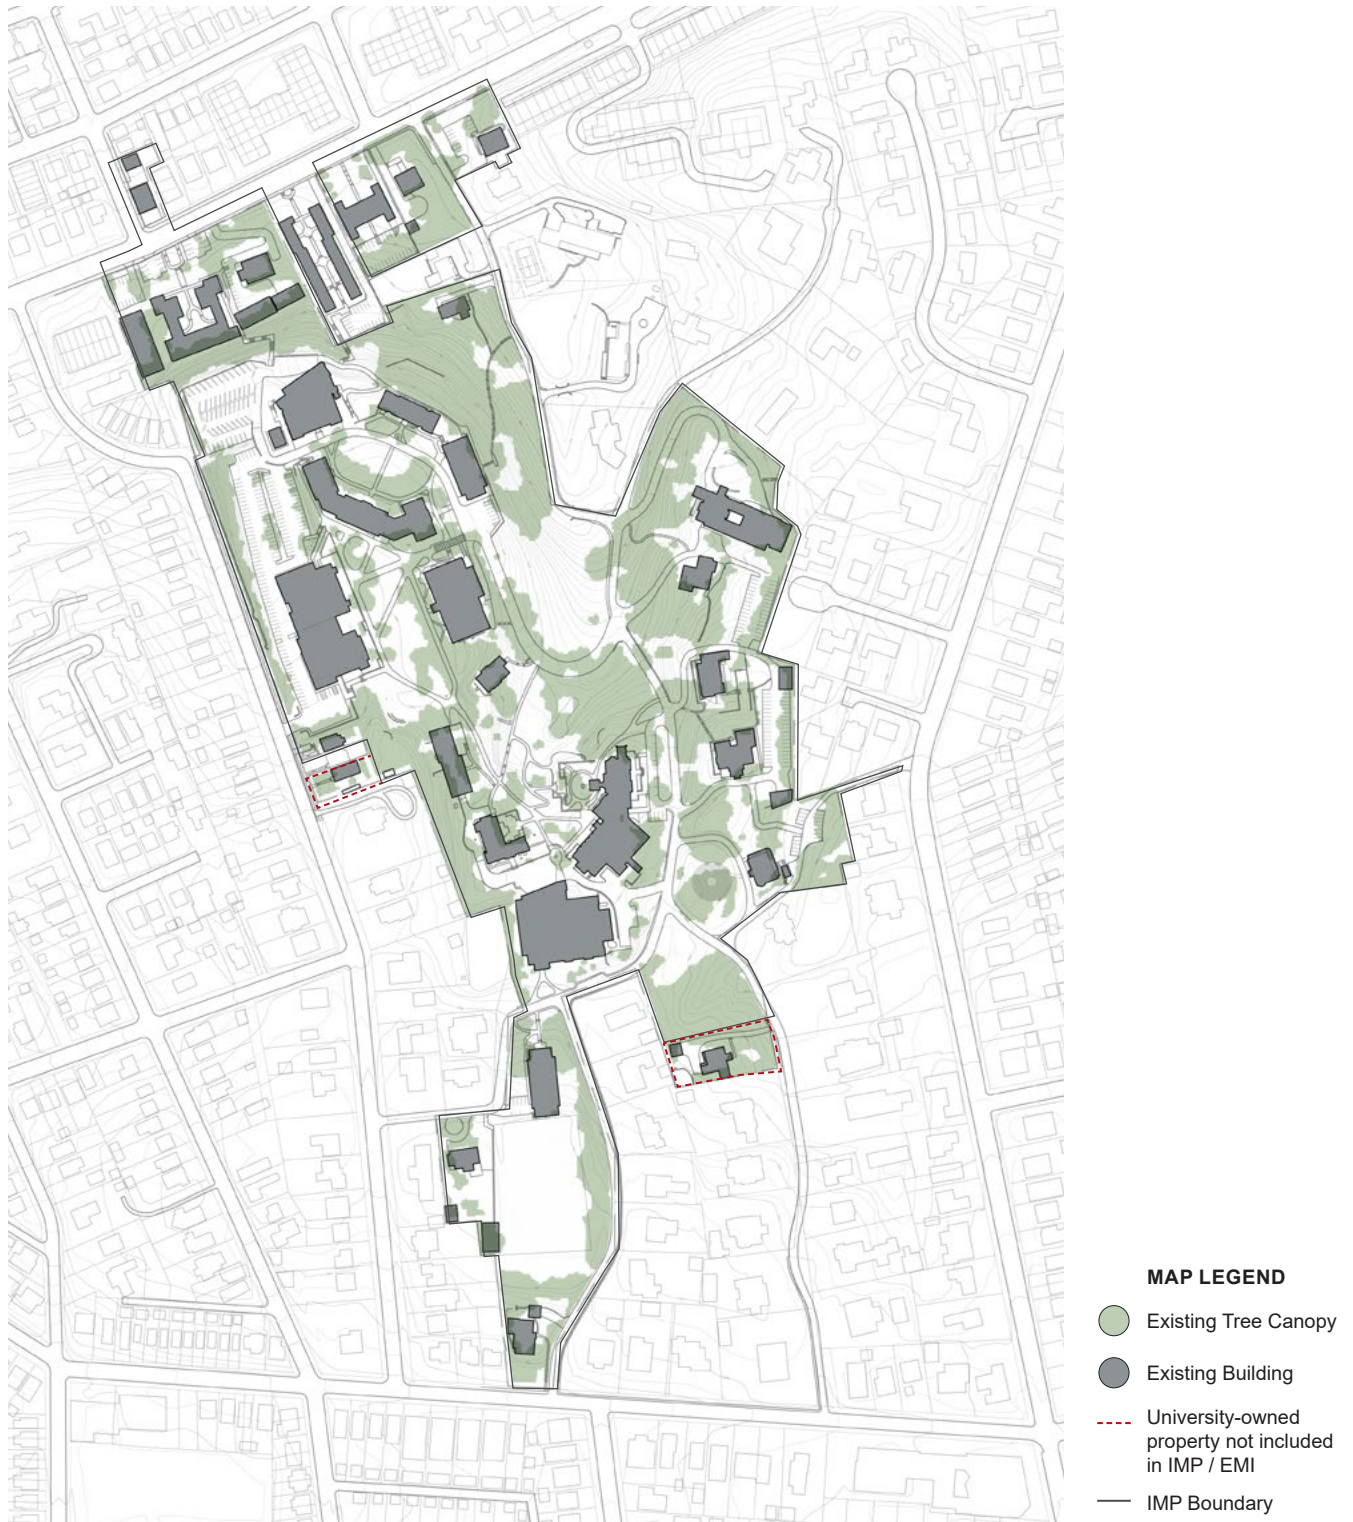 MAP LEGEND
Existing Tree Canopy
Existing Building
University-owned
property not included
in IMP / EMI
IMP Boundary